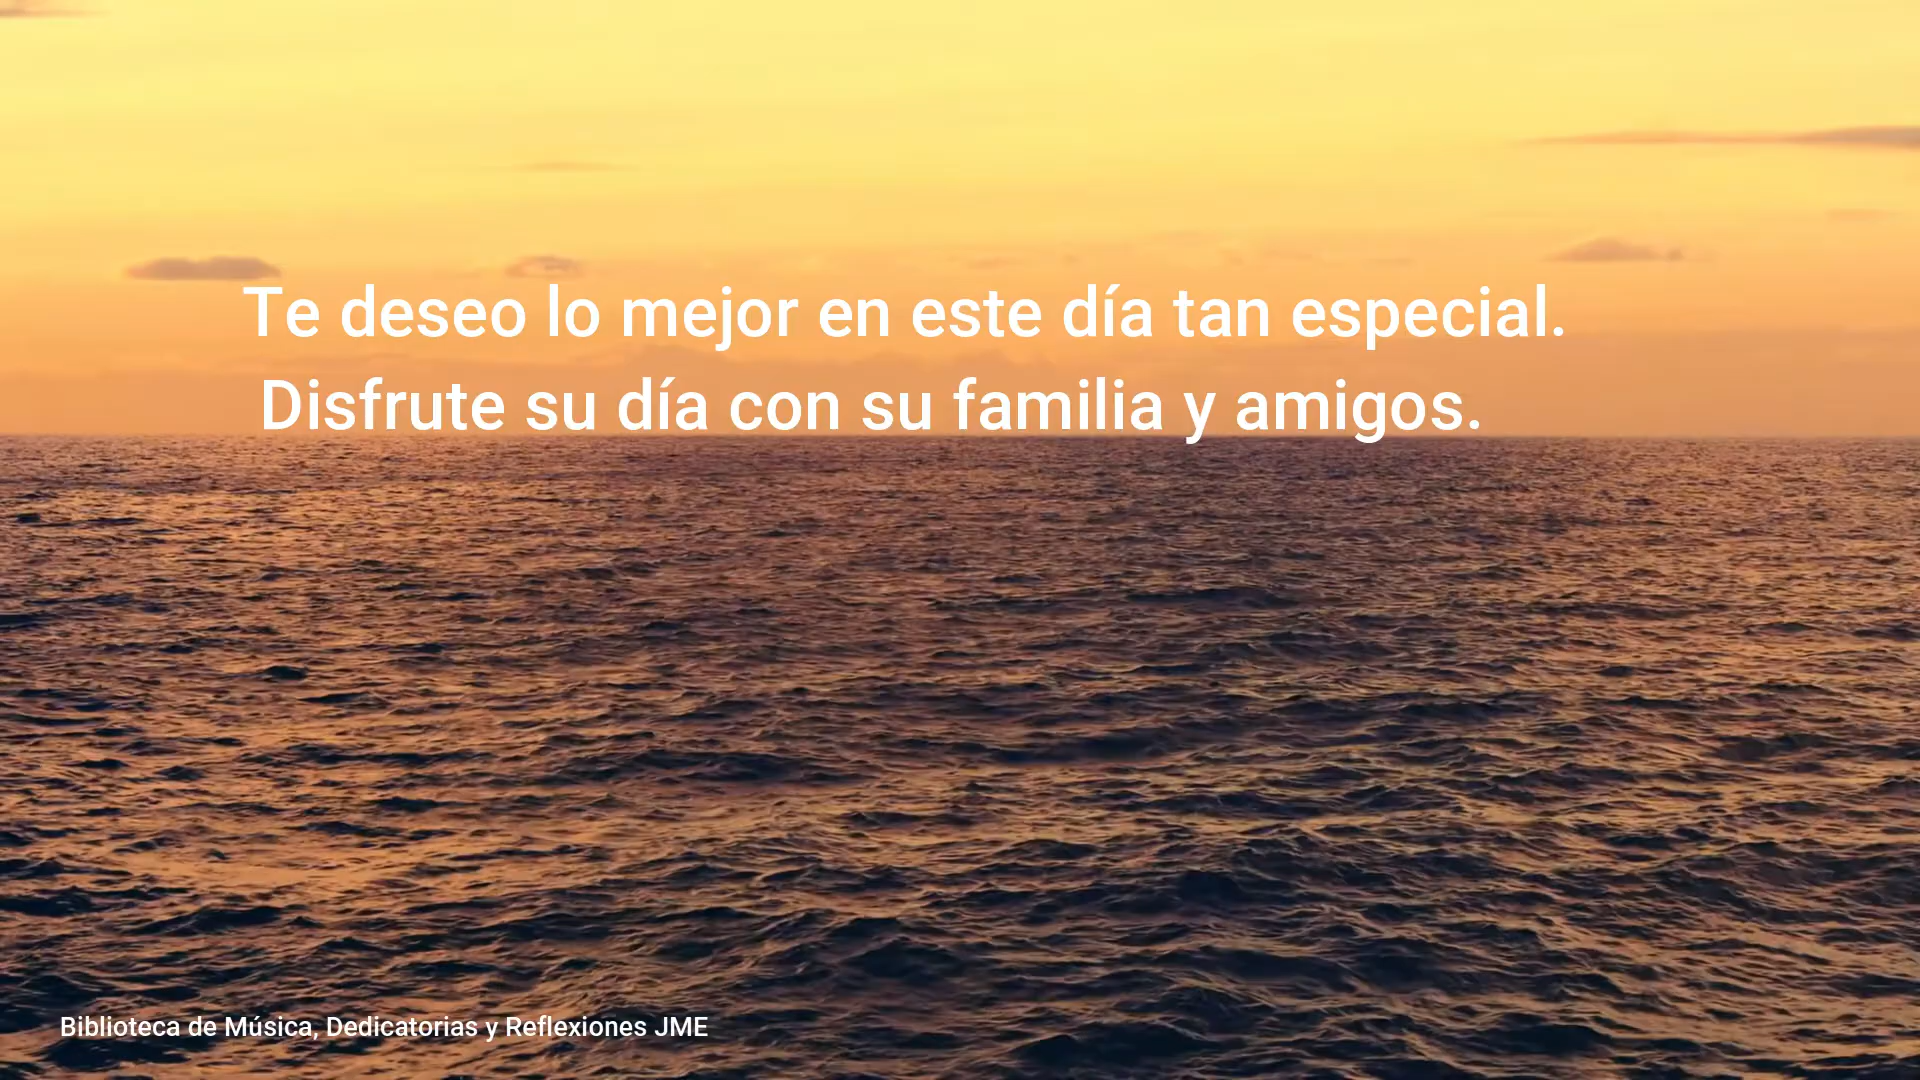 Te deseo lo mejor en este día tan especial.
Disfrute su día con su familia y amigos.
Biblioteca de Música, Dedicatorias y Reflexiones JME